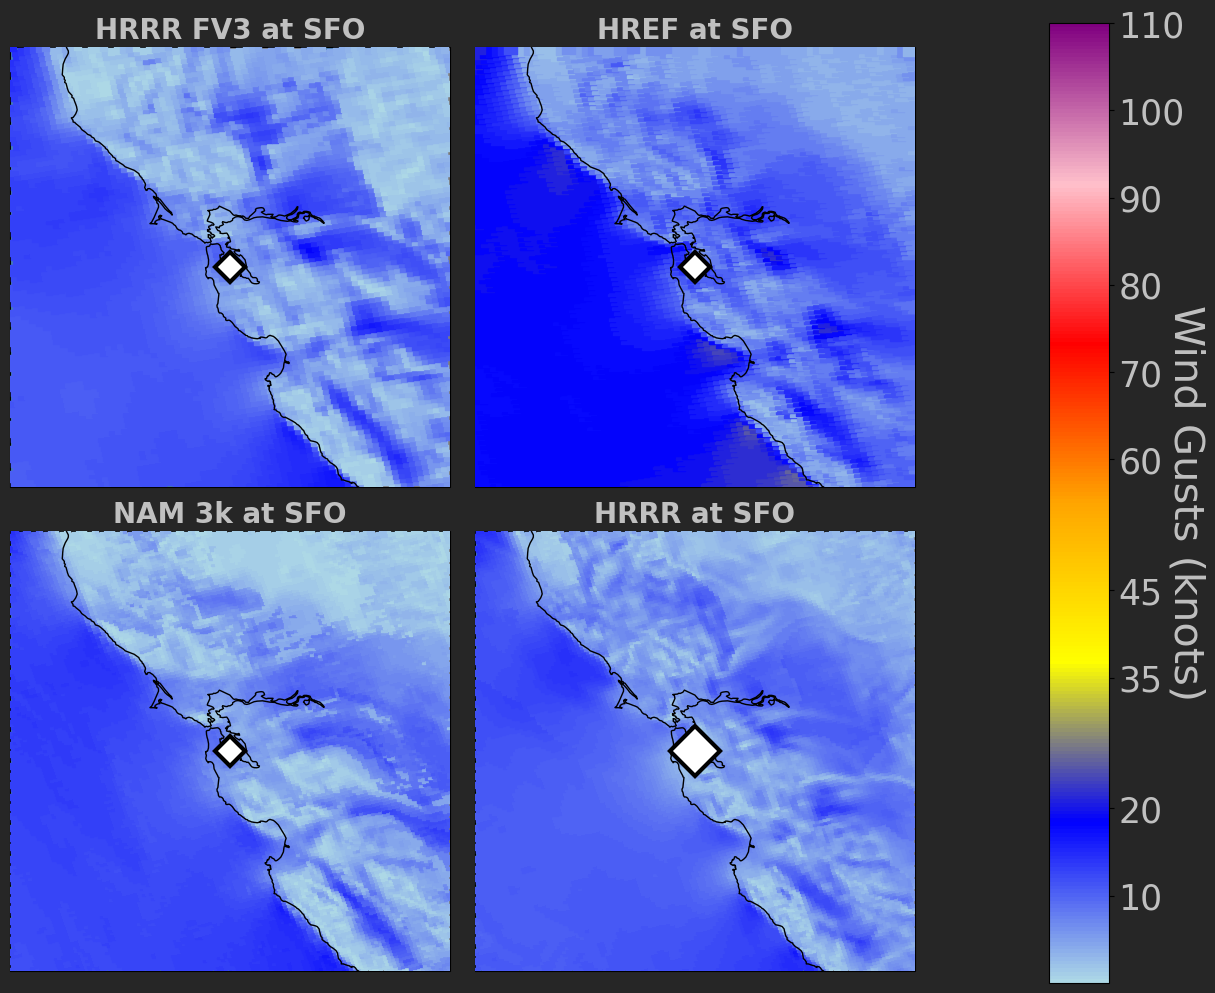 HRRR FV3 at SFO
HREF at SFO
NAM 3k at SFO
HRRR at SFO
110
100
90
80
70
60
45
35
20
10
Wind Gusts (knots)